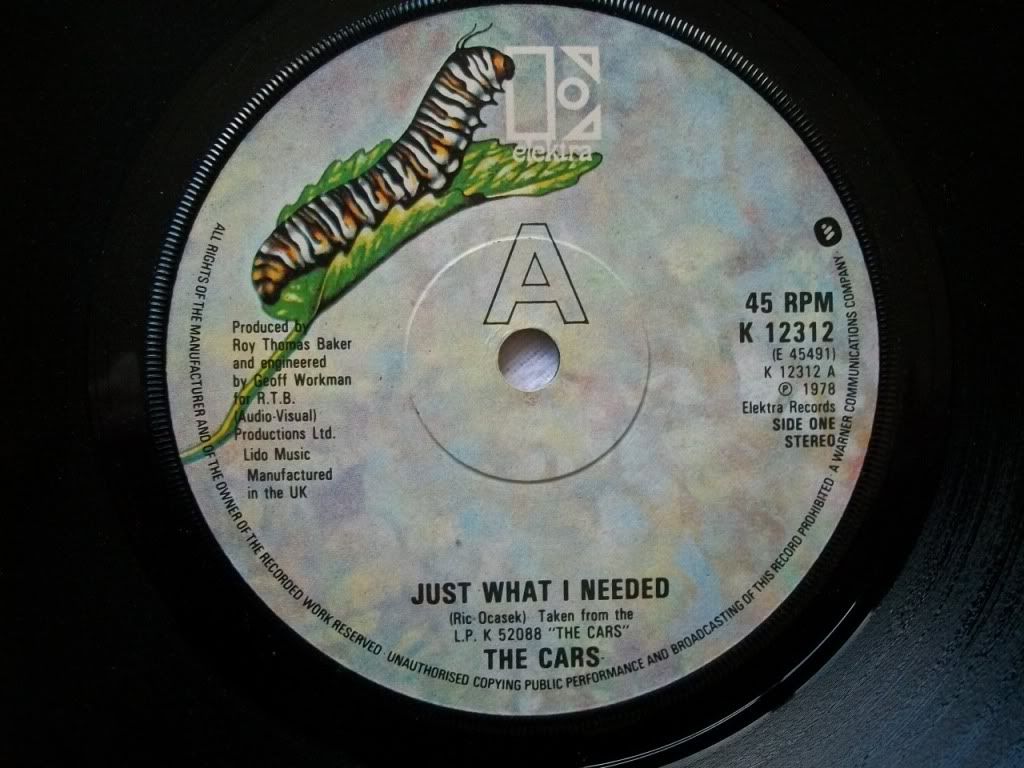 elektra
A
45 RPM
K 12312
(E 45491)
K 12312 A
℗ 1978
Elektra Records
SIDE ONE
STEREO
Produced by
Roy Thomas Baker
and engineered
by Geoff Workman
for R.T.B.
(Audio-Visual)
Productions Ltd.
Lido Music
Manufactured
in the UK
JUST WHAT I NEEDED
(Ric Ocasek) Taken from the
L.P. K 52088 "THE CARS"
THE CARS
ALL RIGHTS OF THE MANUFACTURER AND OF THE OWNER OF THE RECORDED WORK RESERVED · UNAUTHORISED COPYING PUBLIC PERFORMANCE AND BROADCASTING OF THIS RECORD PROHIBITED · A WARNER COMMUNICATIONS COMPANY